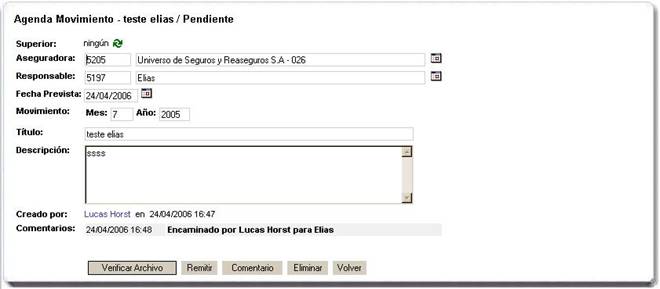 Agenda Movimiento - teste elias / Pendiente
Superior: ningún
Aseguradora: 5205 Universo de Seguros y Reaseguros S.A - 026
Responsable: 5197 Elias
Fecha Prevista: 24/04/2006
Movimiento: Mes: 7 Año: 2005
Título: teste elias
Descripción: ssss
Creado por: Lucas Horst en 24/04/2006 16:47
Comentarios: 24/04/2006 16:48 Encaminado por Lucas Horst para Elias
Verificar Archivo Remitir Comentario Eliminar Volver